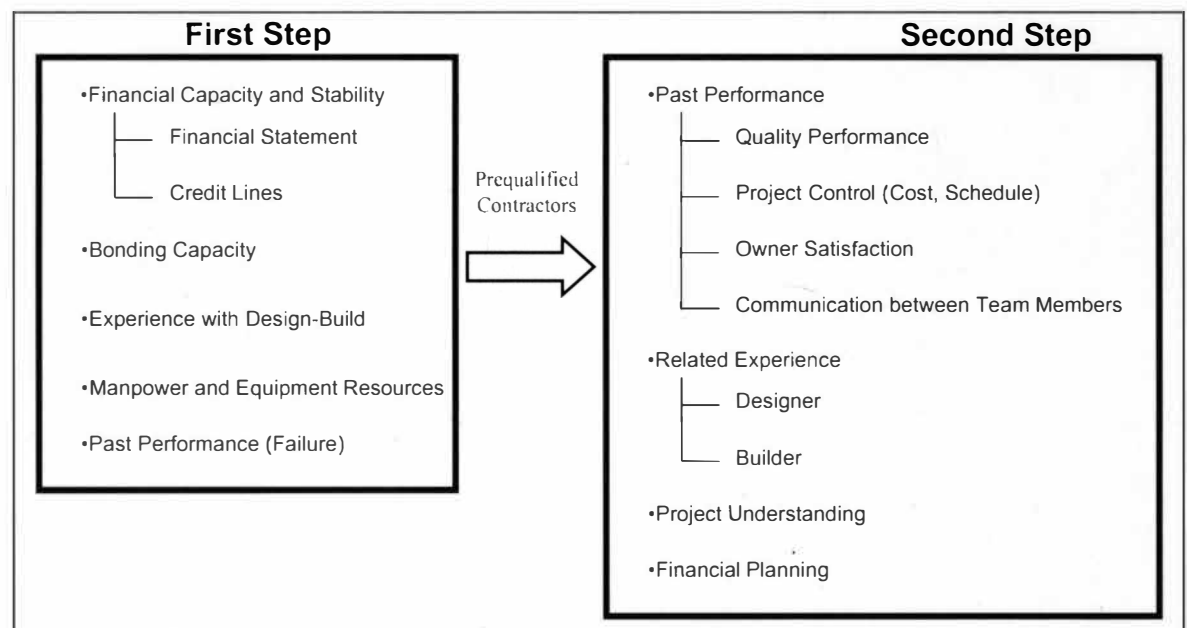 First Step
•Financial Capacity and Stability
Financial Statement
Credit Lines
•Bonding Capacity
•Experience with Design-Build
•Manpower and Equipment Resources
•Past Performance (Failure)
Prequalified
Contractors
Second Step
•Past Performance
Quality Performance
Project Control (Cost, Schedule)
Owner Satisfaction
Communication between Team Members
•Related Experience
Designer
Builder
•Project Understanding
•Financial Planning